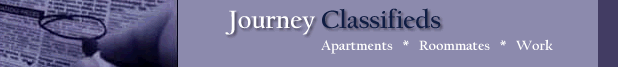 Journey Classifieds
Apartments * Roommates * Work